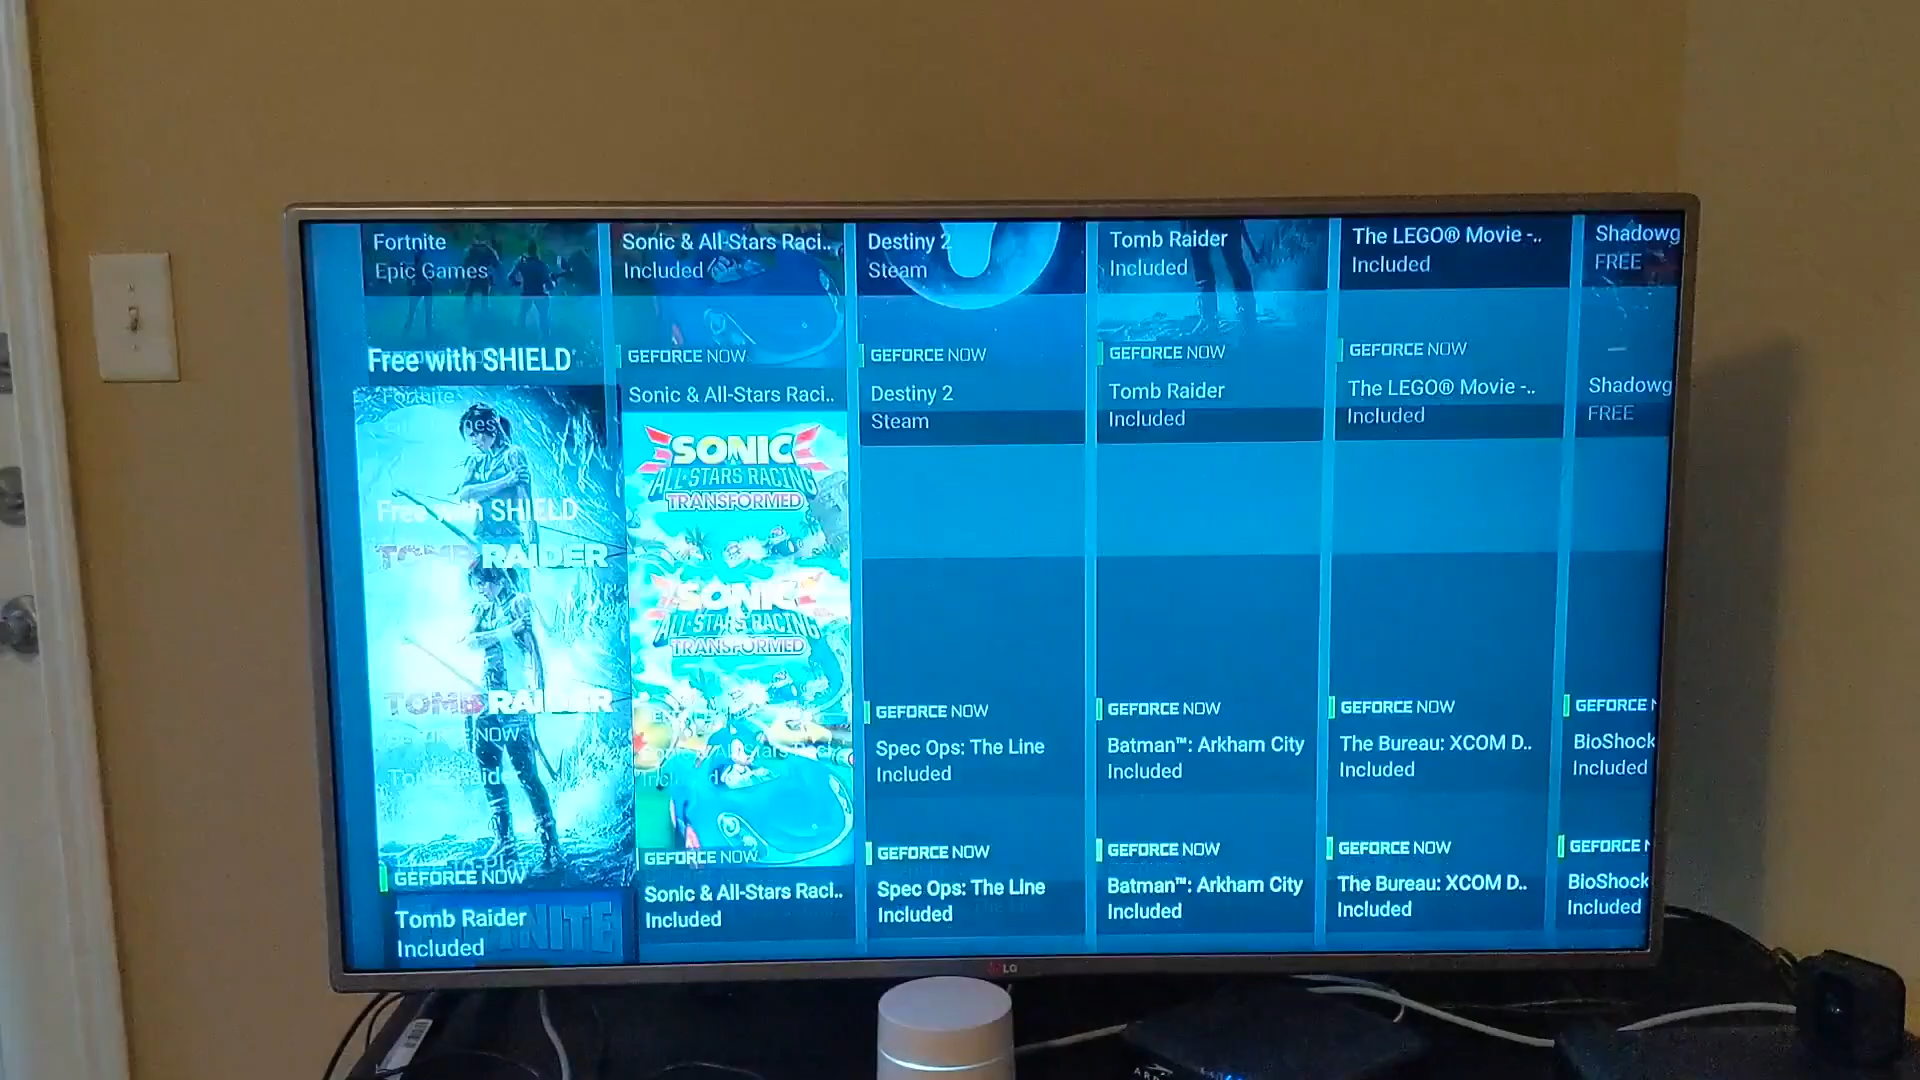 Fortnite
Epic Games
Sonic & All-Stars Raci..
Included
Destiny 2
Steam
Tomb Raider
Included
The LEGO® Movie -..
Included
Shadowg
FREE
Free with SHIELD
GEFORCE NOW
GEFORCE NOW
GEFORCE NOW
GEFORCE NOW
Fortnite
Sonic & All-Stars Raci..
Destiny 2
Steam
Tomb Raider
Included
The LEGO® Movie -..
Included
Shadowg
FREE
SONIC
ALL-STARS RACING
TRANSFORMED
Free with SHIELD
TOMB RAIDER
SONIC
ALL-STARS RACING
TRANSFORMED
TOMB RAIDER
GEFORCE NOW
Tomb Raider
GEFORCE NOW
Spec Ops: The Line
Included
GEFORCE NOW
Batman™: Arkham City
Included
GEFORCE NOW
The Bureau: XCOM D..
Included
GEFORCE
BioShock
Included
GEFORCE NOW
Tomb Raider
Included
GEFORCE NOW
Sonic & All-Stars Raci..
Included
GEFORCE NOW
Spec Ops: The Line
Included
GEFORCE NOW
Batman™: Arkham City
Included
GEFORCE NOW
The Bureau: XCOM D..
Included
GEFORCE
BioShock
Included
LG